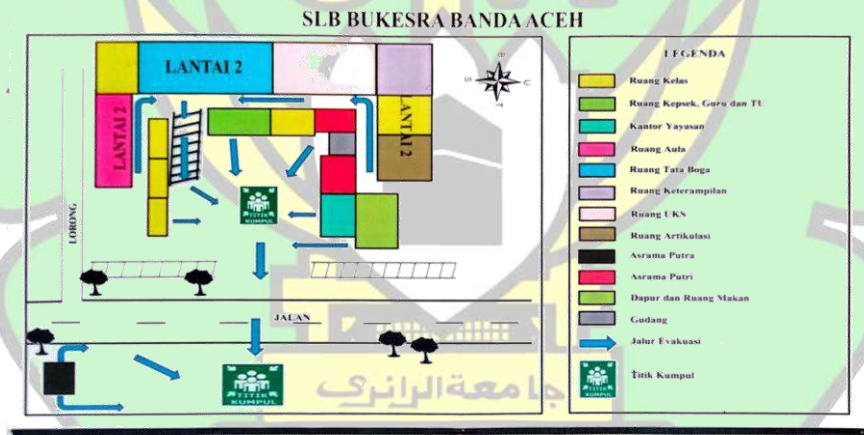 SLB BUKESRA BANDA ACEH
LANTAI 2
LANTAI 2
LANTAI 2
LORONG
TITIK
KUMPUL
JALAN
TITIK
KUMPUL
LEGENDA
Ruang Kelas
Ruang Kepsek, Guru dan TU
Kantor Yayasan
Ruang Aula
Ruang Tata Boga
Ruang Keterampilan
Ruang UKS
Ruang Artikulasi
Asrama Putra
Asrama Putri
Dapur dan Ruang Makan
Gudang
Jalur Evakuasi
Titik Kumpul
جامعة الرانري